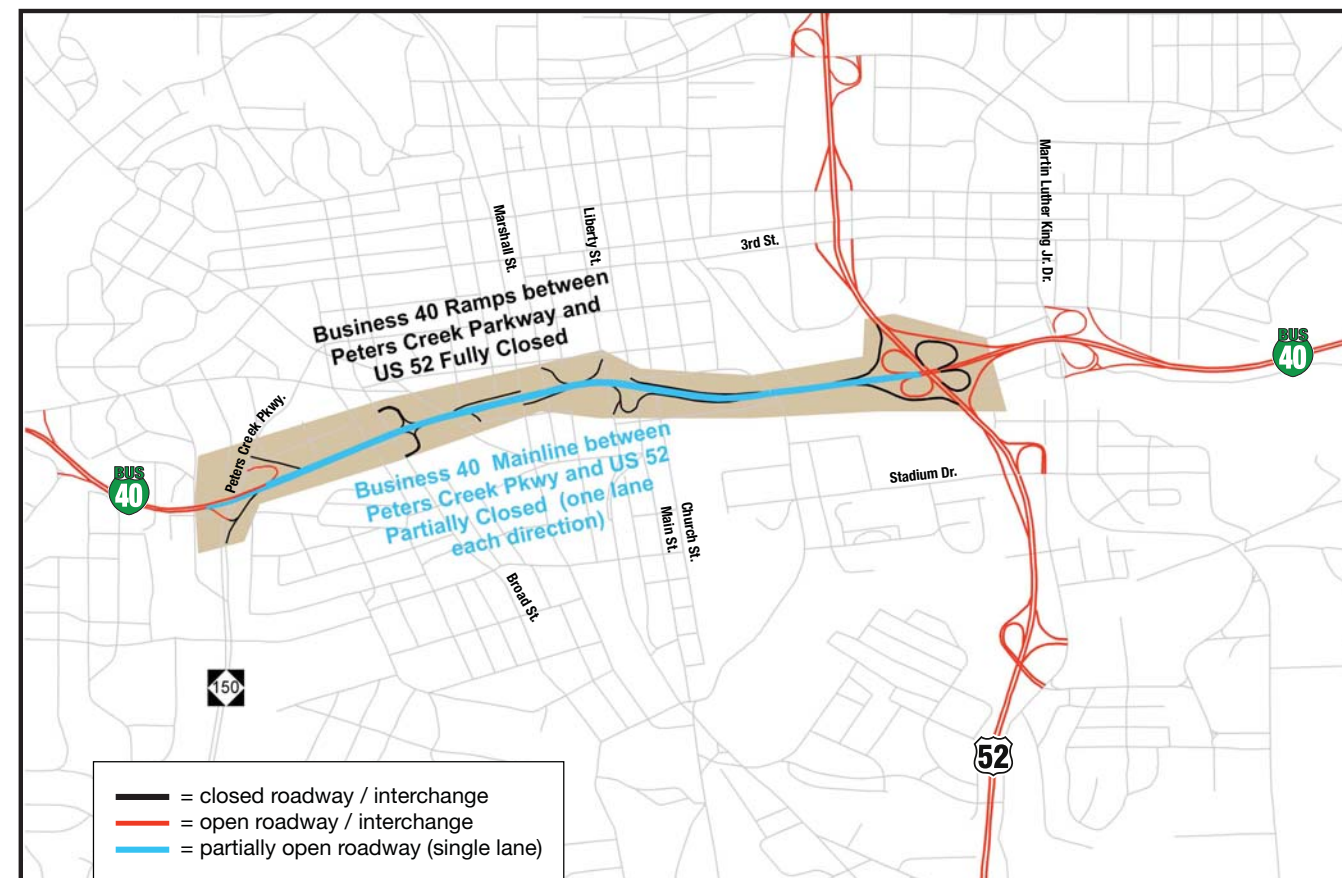 Martin Luther King Jr. Dr.
Marshall St.
Liberty St.
3rd St.
Business 40 Ramps between
Peters Creek Parkway and
US 52 Fully Closed
BUS
40
Peters Creek Pkwy.
BUS
40
Business 40 Mainline between
Peters Creek Pkwy and US 52
Partially Closed (one lane
each direction)
Stadium Dr.
Church St.
Main St.
Broad St.
150
52
= closed roadway / interchange
= open roadway / interchange
= partially open roadway (single lane)